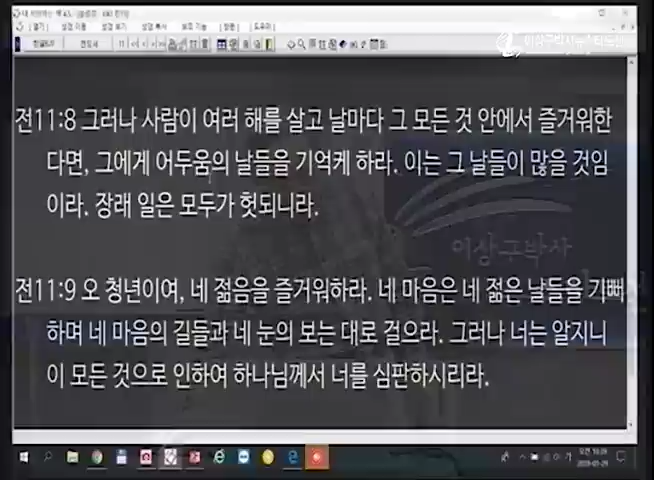 전11:8 그러나 사람이 여러 해를 살고 날마다 그 모든 것 안에서 즐거워한
다면, 그에게 어두움의 날들을 기억케 하라. 이는 그 날들이 많을 것임
이라. 장래 일은 모두가 헛되니라.
이상구박사
전11:9 오 청년이여, 네 젊음을 즐거워하라. 네 마음은 네 젊은 날들을 기뻐
하며 네 마음의 길들과 네 눈의 보는 대로 걸으라. 그러나 너는 알지니
이 모든 것으로 인하여 하나님께서 너를 심판하시리라.